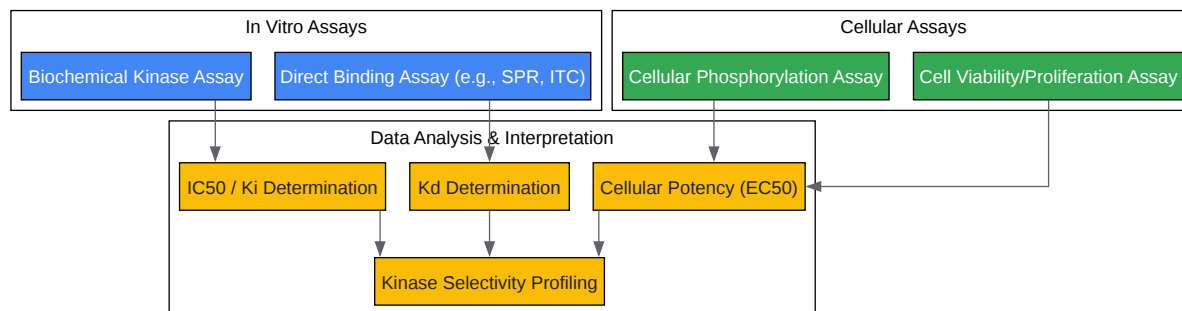 In Vitro Assays
Cellular Assays
Biochemical Kinase Assay
Direct Binding Assay (e.g., SPR, ITC)
Cellular Phosphorylation Assay
Cell Viability/Proliferation Assay
Data Analysis & Interpretation
IC50 / Ki Determination
Kd Determination
Cellular Potency (EC50)
Kinase Selectivity Profiling